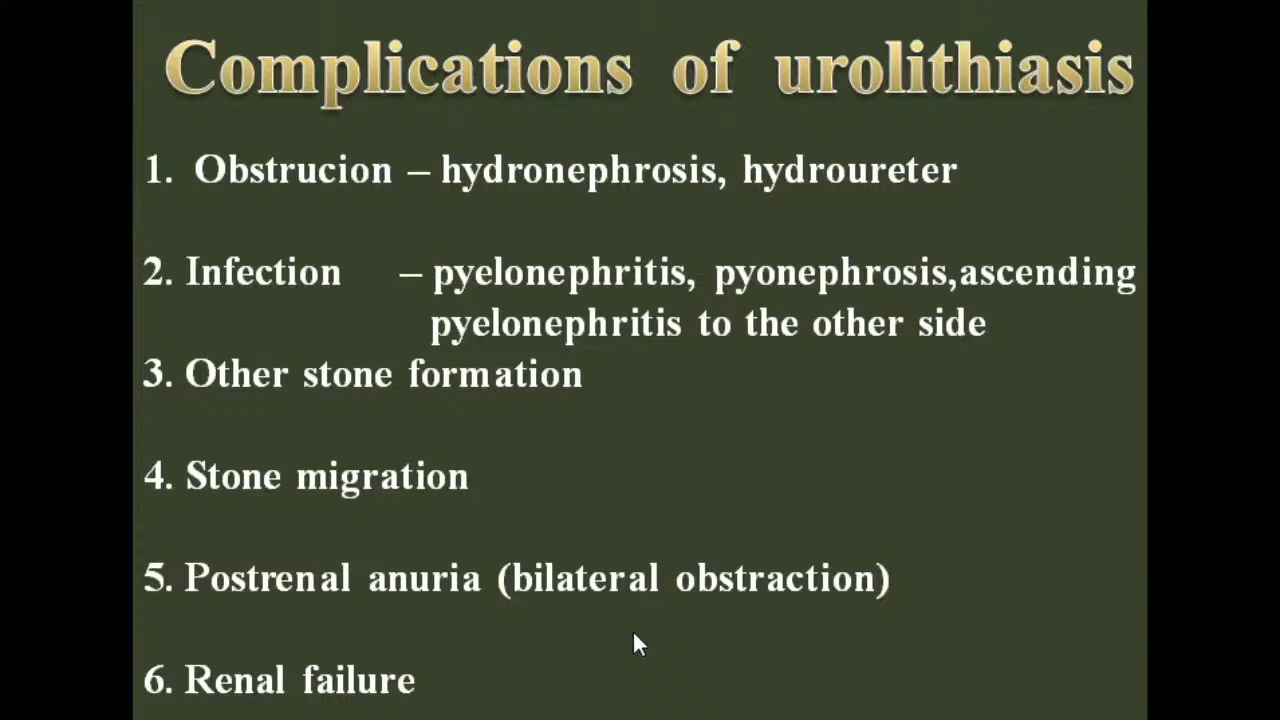 Complications of urolithiasis
1. Obstrucion – hydronephrosis, hydroureter
2. Infection – pyelonephritis, pyonephrosis,ascending
pyelonephritis to the other side
3. Other stone formation
4. Stone migration
5. Postrenal anuria (bilateral obstraction)
6. Renal failure